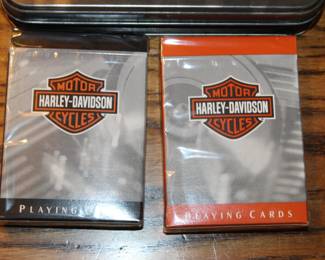 MOTOR
HARLEY-DAVIDSON
CYCLES
PLAYING
MOTOR
HARLEY-DAVIDSON
CYCLES
PLAYING CARDS